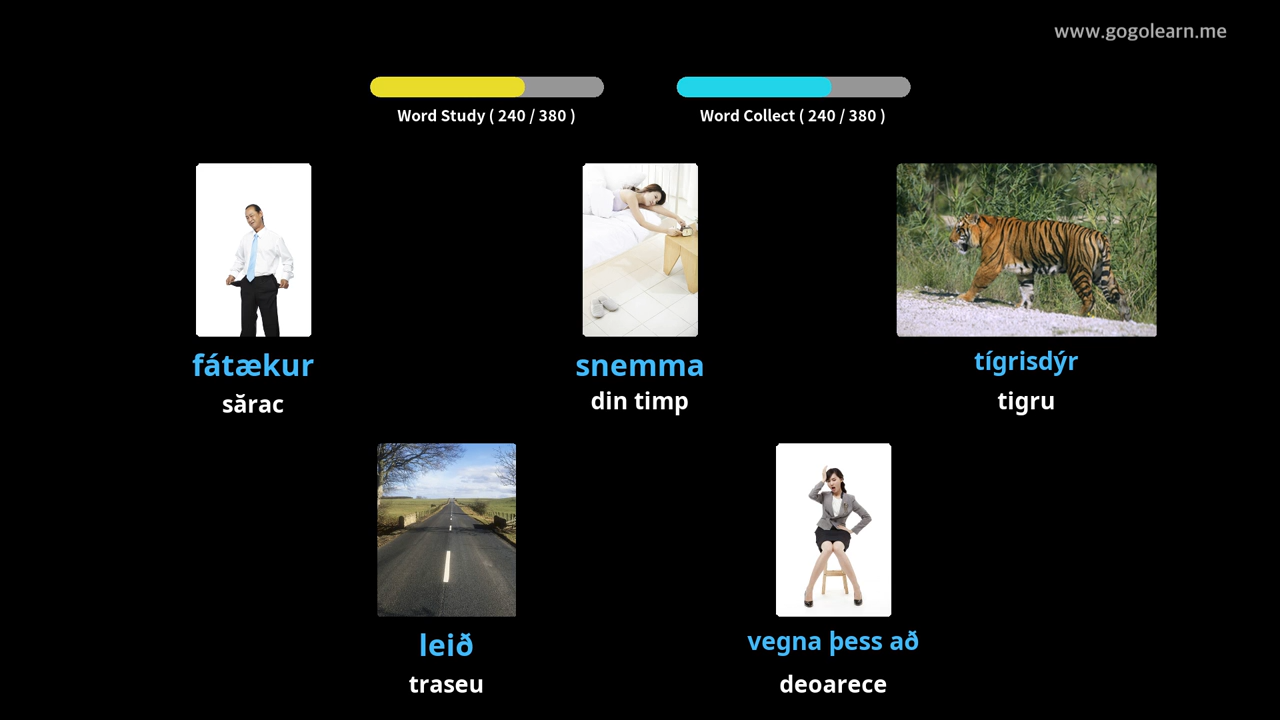 www.gogolearn.me
Word Study ( 240 / 380 )
Word Collect ( 240 / 380 )
fátækur
sărac
snemma
din timp
tígrisdýr
tigru
leið
traseu
vegna þess að
deoarece